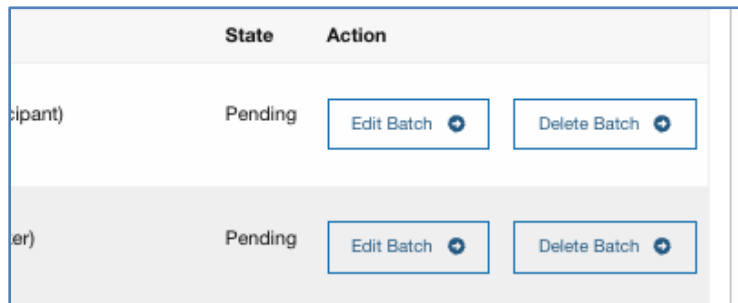 State Action
cipant) Pending Edit Batch Delete Batch
er) Pending Edit Batch Delete Batch